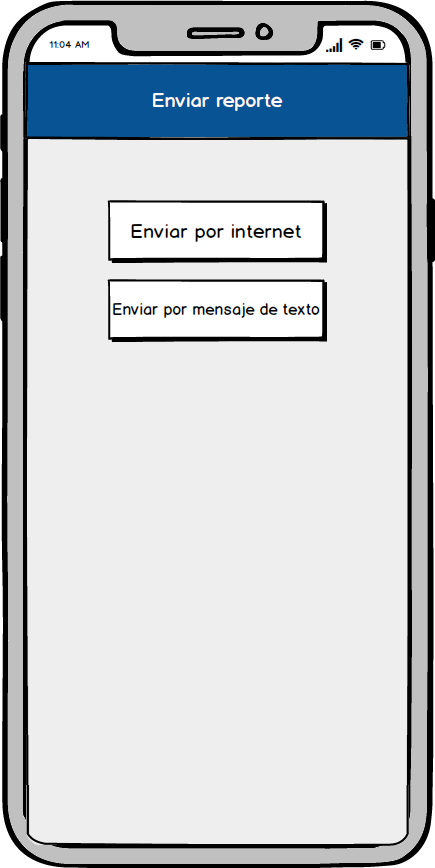 11:04 AM
Enviar reporte
Enviar por internet
Enviar por mensaje de texto